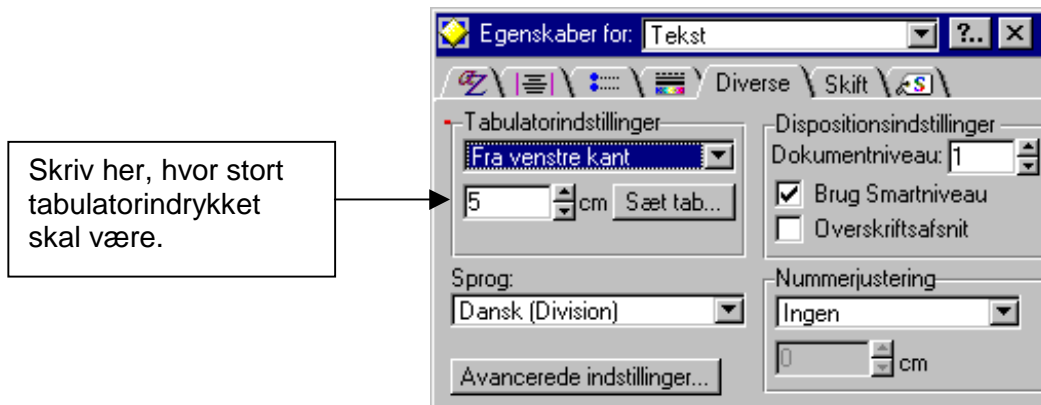 Egenskaber for: Tekst ?..
Diverse Skift S
Skriv her, hvor stort
tabulatorindrykket
skal være.
Tabulatorindstillinger
Fra venstre kant
5 cm Sæt tab...
Sprog:
Dansk (Division)
Avancerede indstillinger...
Dispositionsindstillinger
Dokumentniveau: 1
Brug Smartniveau
Overskriftsafsnit
Nummerjustering
Ingen
0 cm